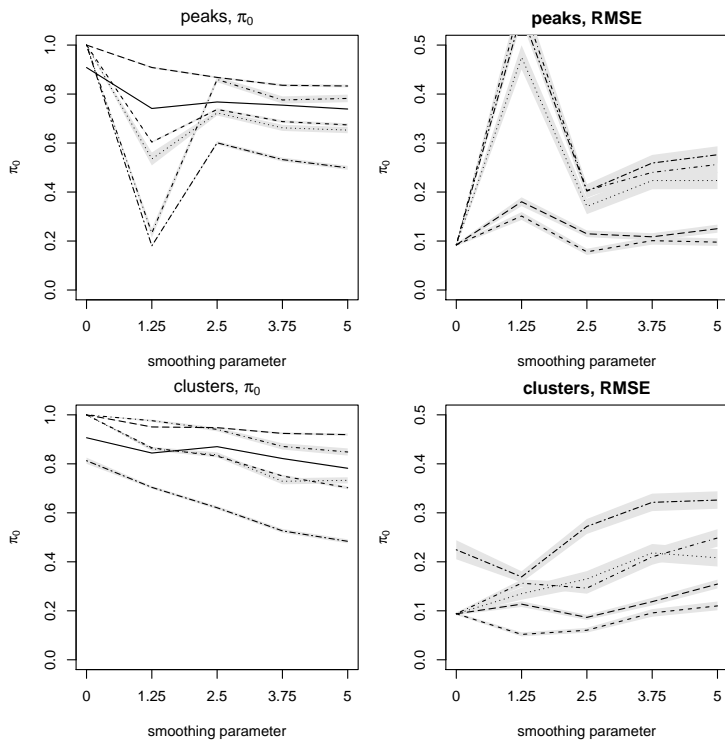 peaks, π0
π0
0.0 0.2 0.4 0.6 0.8 1.0
0 1.25 2.5 3.75 5
smoothing parameter
peaks, RMSE
π0
0.0 0.1 0.2 0.3 0.4 0.5
0 1.25 2.5 3.75 5
smoothing parameter
clusters, π0
π0
0.0 0.2 0.4 0.6 0.8 1.0
0 1.25 2.5 3.75 5
smoothing parameter
clusters, RMSE
π0
0.0 0.1 0.2 0.3 0.4 0.5
0 1.25 2.5 3.75 5
smoothing parameter